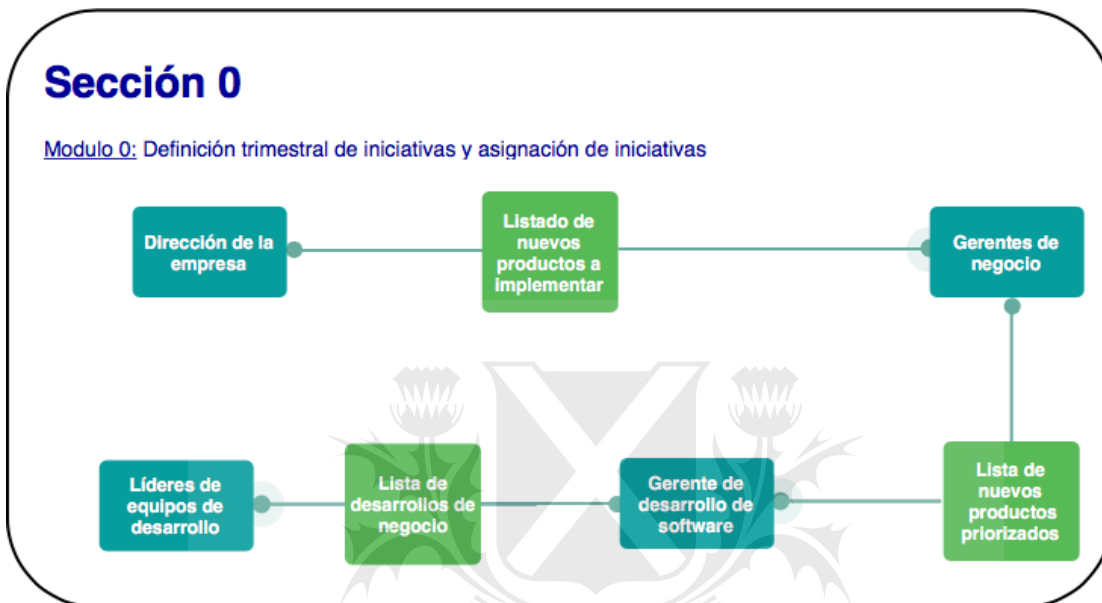 Sección 0
Modulo 0: Definición trimestral de iniciativas y asignación de iniciativas
Dirección de la
empresa
Listado de
nuevos
productos a
implementar
Gerentes de
negocio
Líderes de
equipos de
desarrollo
Lista de
desarrollos de
negocio
Gerente de
desarrollo de
software
Lista de
nuevos
productos
priorizados